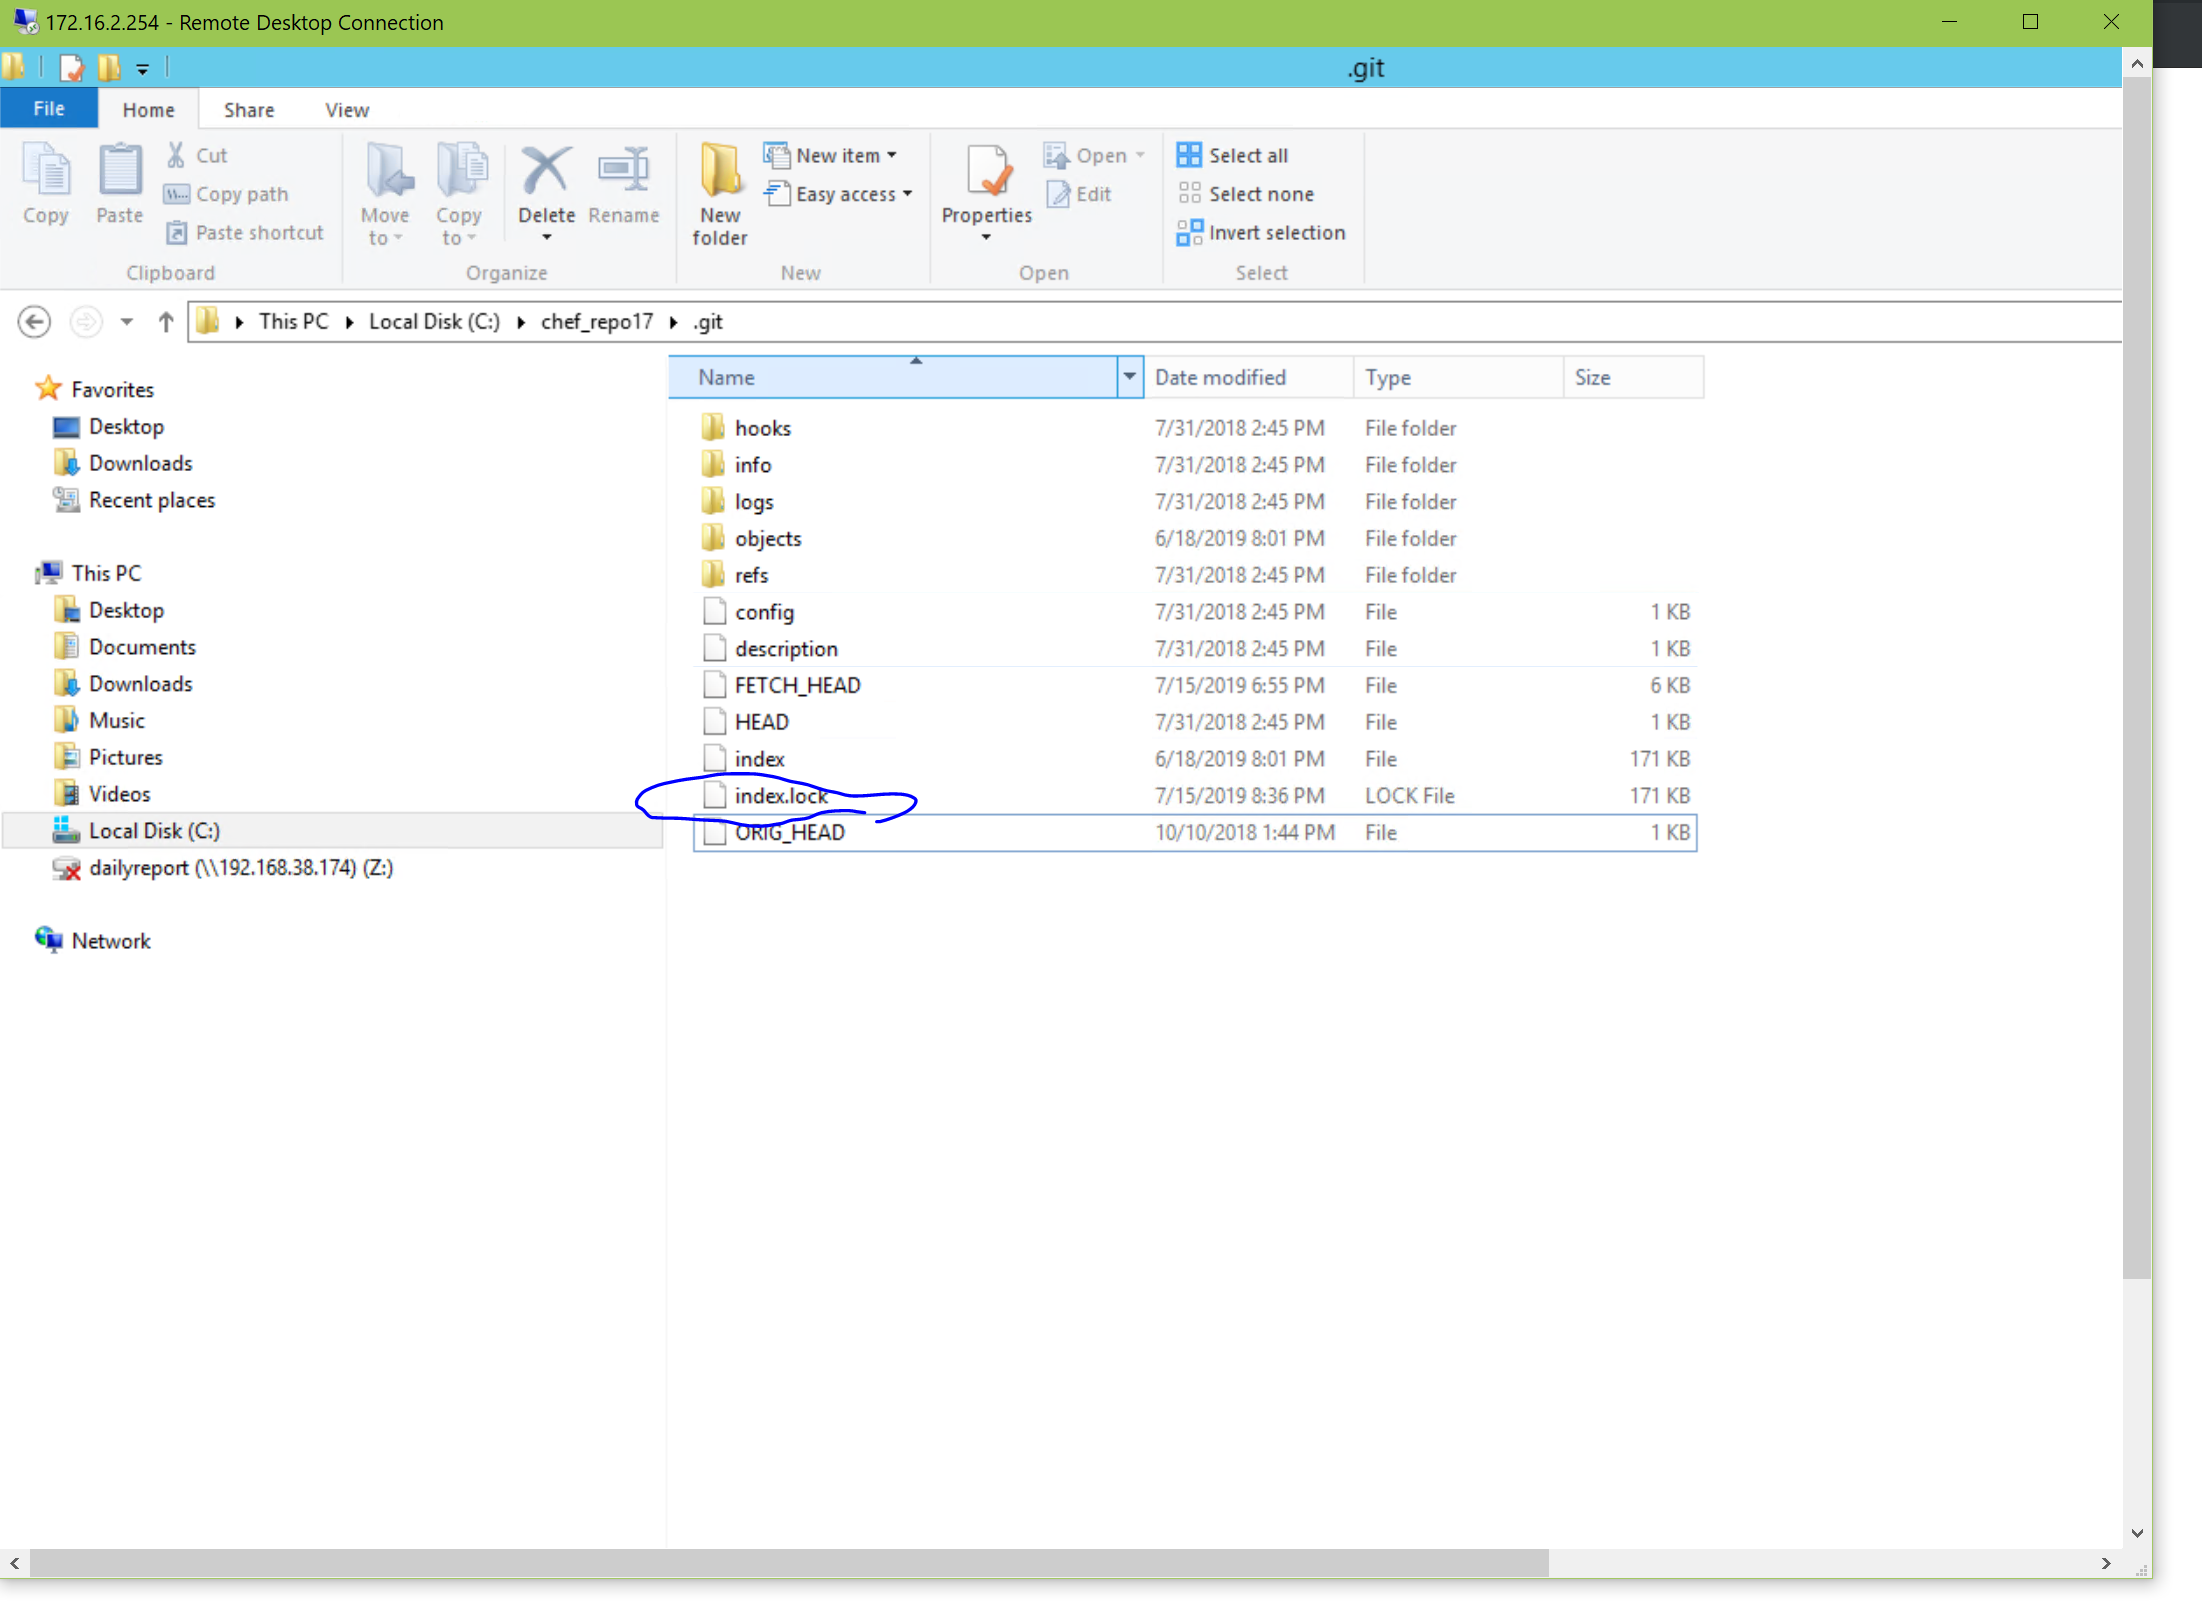 172.16.2.254 - Remote Desktop Connection
.git
File Home Share View
Copy
Paste
Cut
Copy path
Paste shortcut
Clipboard
Move to
Copy to
Delete
Rename
Organize
New folder
New item
Easy access
New
Properties
Open
Edit
Open
Select all
Select none
Invert selection
Select
This PC Local Disk (C:) chef_repo17 .git
Favorites
Desktop
Downloads
Recent places
This PC
Desktop
Documents
Downloads
Music
Pictures
Videos
Local Disk (C:)
dailyreport (\\192.168.38.174) (Z:)
Network
Name Date modified Type Size
hooks 7/31/2018 2:45 PM File folder
info 7/31/2018 2:45 PM File folder
logs 7/31/2018 2:45 PM File folder
objects 6/18/2019 8:01 PM File folder
refs 7/31/2018 2:45 PM File folder
config 7/31/2018 2:45 PM File 1 KB
description 7/31/2018 2:45 PM File 1 KB
FETCH_HEAD 7/15/2019 6:55 PM File 6 KB
HEAD 7/31/2018 2:45 PM File 1 KB
index 6/18/2019 8:01 PM File 171 KB
index.lock 7/15/2019 8:36 PM LOCK File 171 KB
ORIG_HEAD 10/10/2018 1:44 PM File 1 KB